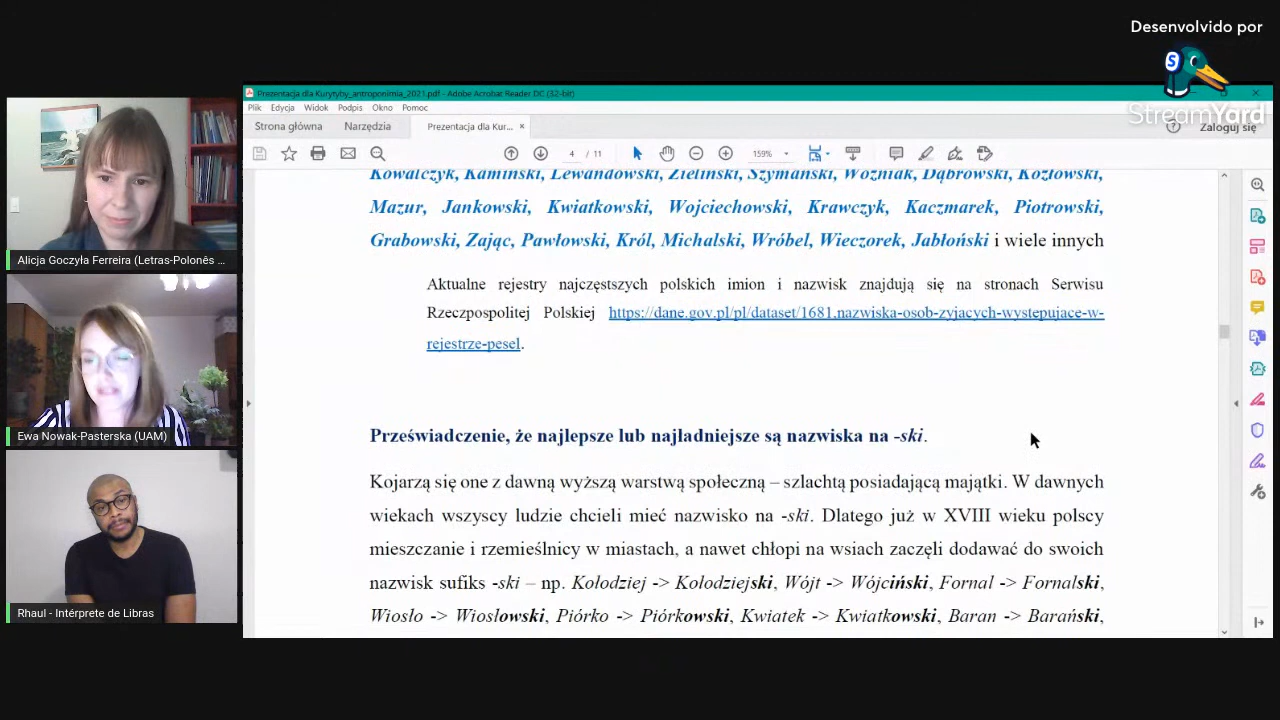 Desenvolvido por
S
StreamYard
Prezentacja dla Kurytyby_antroponimia_2021.pdf - Adobe Acrobat Reader DC (32-bit)
Plik Edycja Widok Podpis Okno Pomoc
Strona główna Narzędzia Prezentacja dla Kur... ×
Zaloguj się
4 / 11 159%
Kowalczyk, Kamiński, Lewandowski, Zieliński, Szymański, Woźniak, Dąbrowski, Kozłowski,
Mazur, Jankowski, Kwiatkowski, Wojciechowski, Krawczyk, Kaczmarek, Piotrowski,
Grabowski, Zając, Pawłowski, Król, Michalski, Wróbel, Wieczorek, Jabłoński i wiele innych
Aktualne rejestry najczęstszych polskich imion i nazwisk znajdują się na stronach Serwisu
Rzeczpospolitej Polskiej https://dane.gov.pl/pl/dataset/1681,nazwiska-osob-zyjacych-wystepujace-w-
rejestrze-pesel.
Przeświadczenie, że najlepsze lub najładniejsze są nazwiska na -ski.
Kojarzą się one z dawną wyższą warstwą społeczną – szlachtą posiadającą majątki. W dawnych
wiekach wszyscy ludzie chcieli mieć nazwisko na -ski. Dlatego już w XVIII wieku polscy
mieszczanie i rzemieślnicy w miastach, a nawet chłopi na wsiach zaczęli dodawać do swoich
nazwisk sufiks -ski – np. Kołodziej -> Kołodziejski, Wójt -> Wójciński, Fornal -> Fornalski,
Wiosło -> Wiosłowski, Piórko -> Piórkowski, Kwiatek -> Kwiatkowski, Baran -> Barański,
Alicja Goczyła Ferreira (Letras-Polonês ...
Ewa Nowak-Pasterska (UAM)
Rhaul - Intérprete de Libras